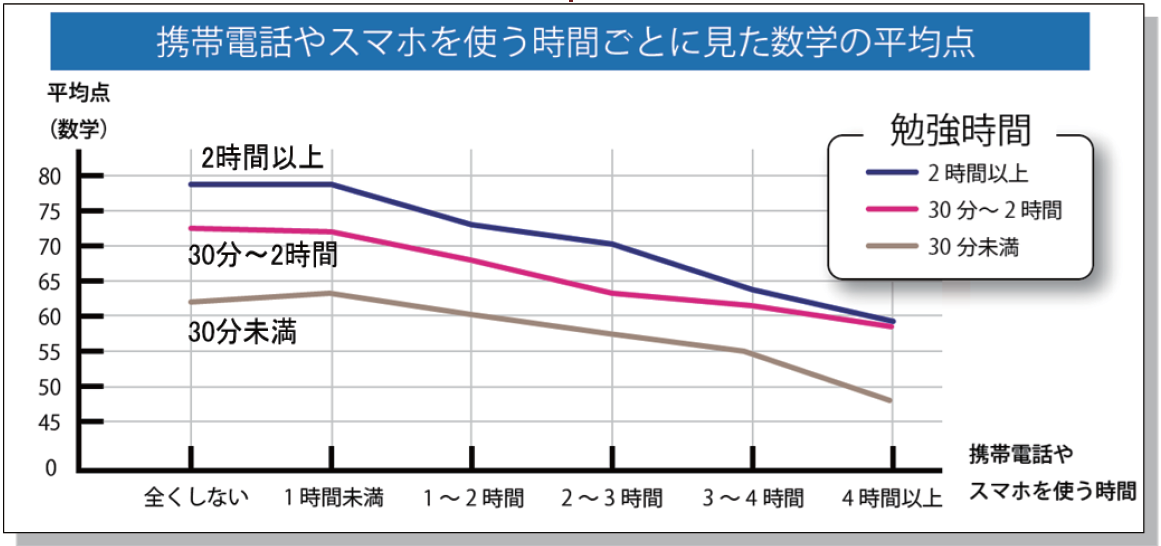 携帯電話やスマホを使う時間ごとに見た数学の平均点
平均点
（数学）
勉強時間
2 時間以上
30 分～ 2 時間
30 分未満
2時間以上
30分～2時間
30分未満
80
75
70
65
60
55
50
45
0
全くしない
1 時間未満
1 ～ 2 時間
2 ～ 3 時間
3 ～ 4 時間
4 時間以上
携帯電話や
スマホを使う時間